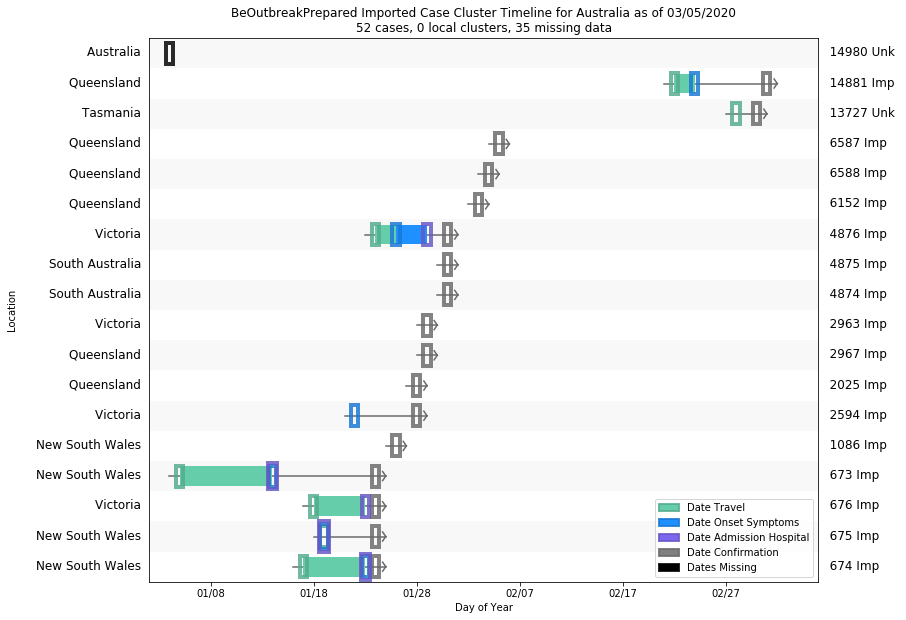 BeOutbreakPrepared Imported Case Cluster Timeline for Australia as of 03/05/2020
52 cases, 0 local clusters, 35 missing data
Australia 14980 Unk
Queensland 14881 Imp
Tasmania 13727 Unk
Queensland 6587 Imp
Queensland 6588 Imp
Queensland 6152 Imp
Victoria 4876 Imp
South Australia 4875 Imp
South Australia 4874 Imp
Victoria 2963 Imp
Queensland 2967 Imp
Queensland 2025 Imp
Victoria 2594 Imp
New South Wales 1086 Imp
New South Wales 673 Imp
Victoria 676 Imp
New South Wales 675 Imp
New South Wales 674 Imp
Location
Date Travel
Date Onset Symptoms
Date Admission Hospital
Date Confirmation
Dates Missing
01/08 01/18 01/28 02/07 02/17 02/27
Day of Year